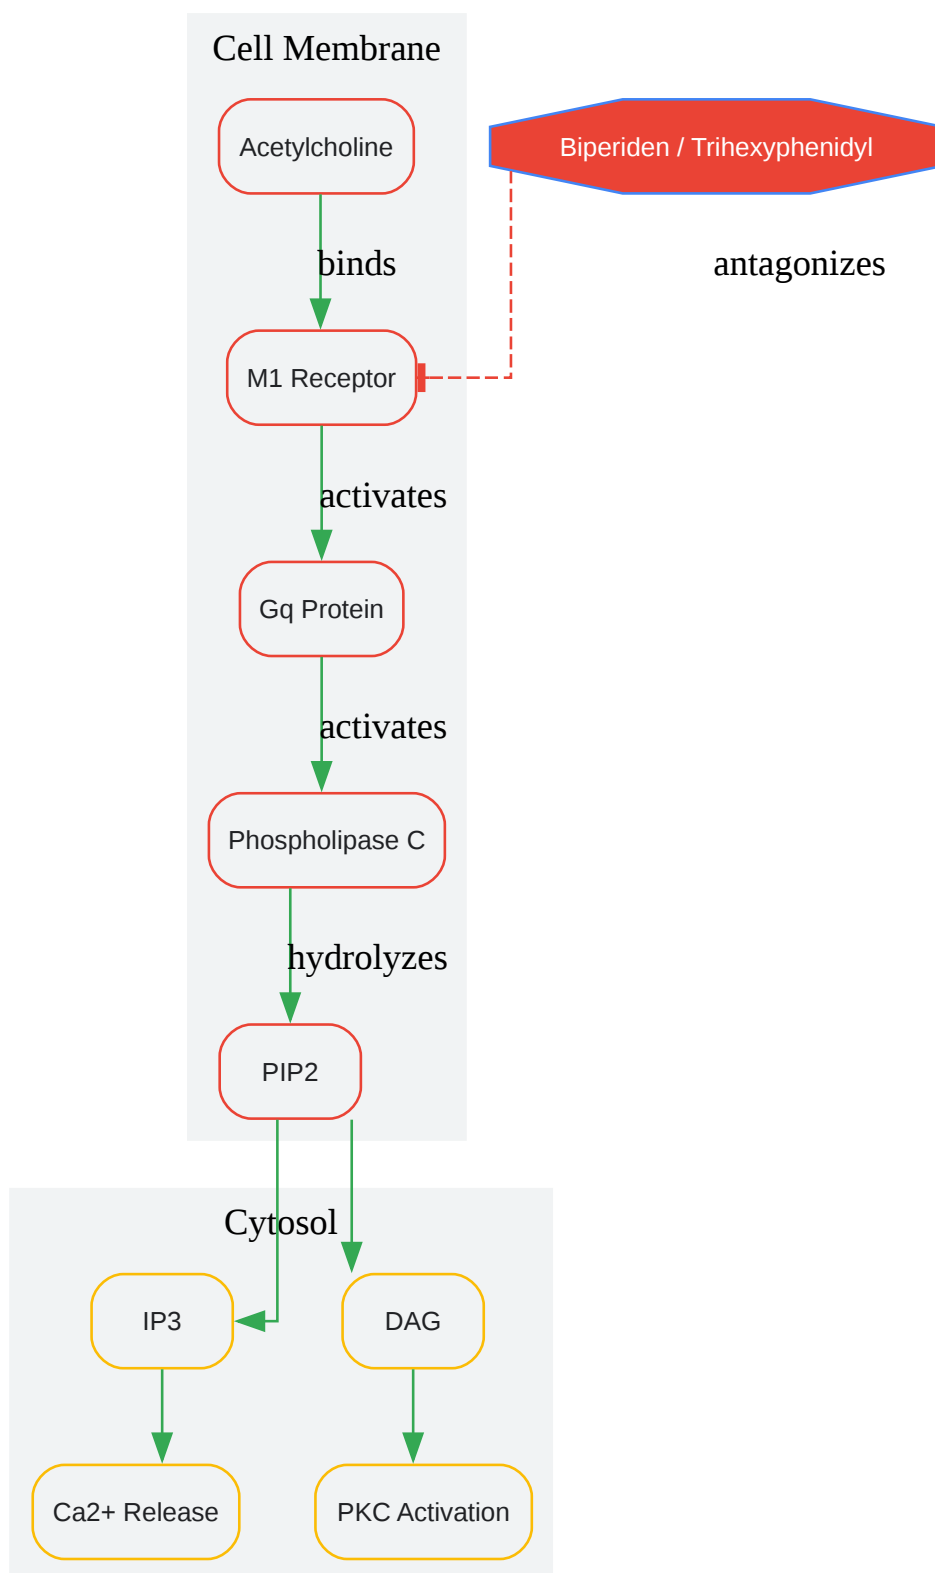 Cell Membrane
Acetylcholine
Biperiden / Trihexyphenidyl
binds
antagonizes
M1 Receptor
activates
Gq Protein
activates
Phospholipase C
hydrolyzes
PIP2
Cytosol
IP3
DAG
Ca2+ Release
PKC Activation